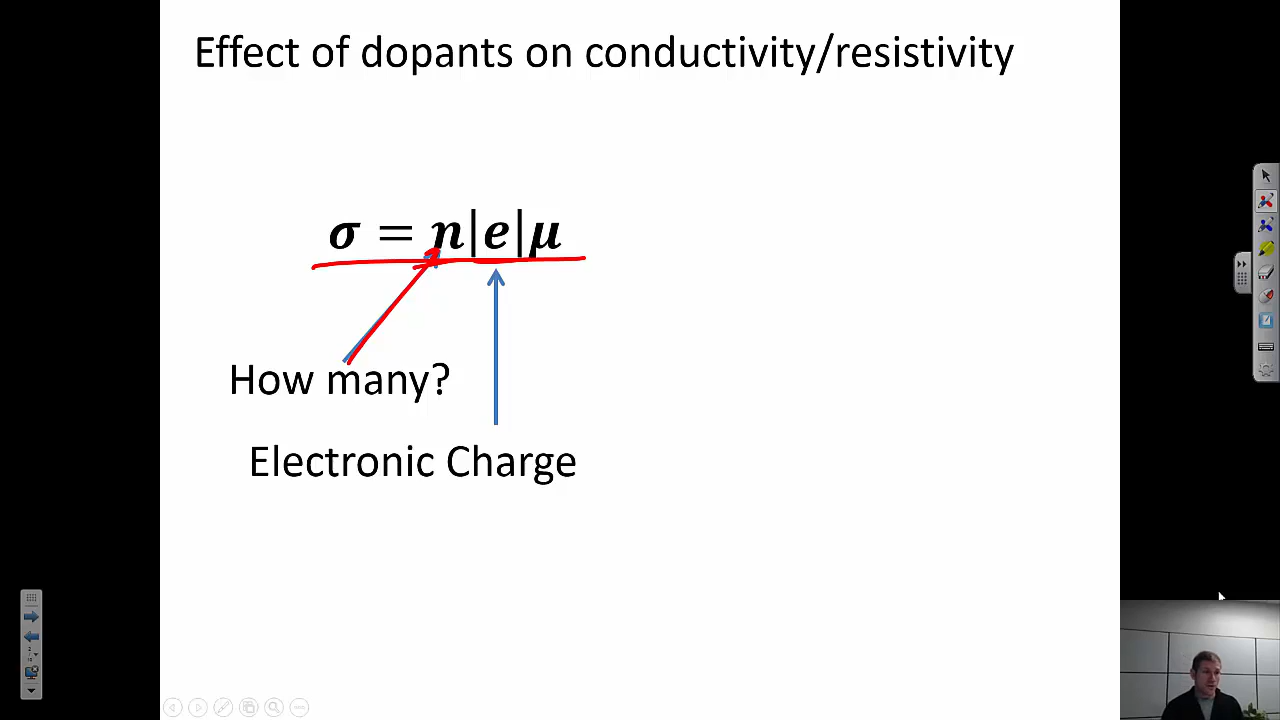 Effect of dopants on conductivity/resistivity
σ = n|e|μ
How many?
Electronic Charge